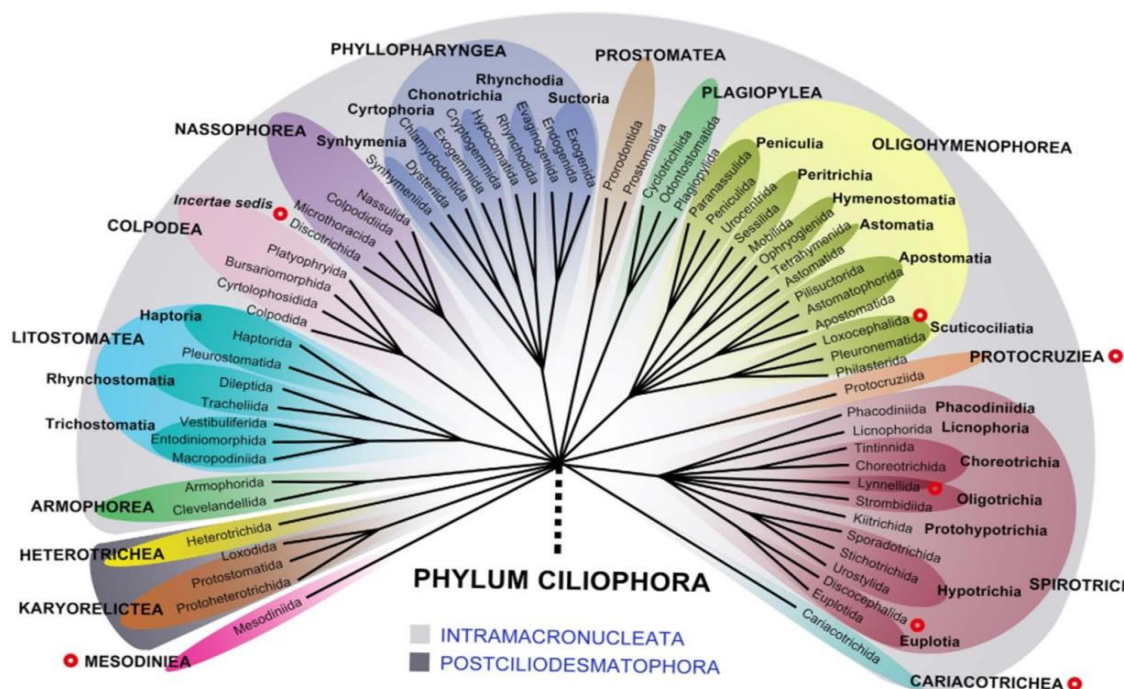 PHYLLOPHARYNGEA
PROSTOMATEA
Rhynchodia
Chonotrichia
Suctoria
Cyrtophoria
PLAGIOPYLEA
NASSOPHOREA
Synhymenia
OLIGOHYMENOPHOREA
Peniculia
Peritrichia
Hymenostomatia
Astomatia
Apostomatia
Scuticociliatia
Incertae sedis
COLPODEA
Haptoria
LITOSTOMATEA
Rhynchostomatia
Trichostomatia
ARMOPHOREA
HETEROTRICHEA
KARYORELICTEA
MESODINIEA
PROTOCRUZIEA
Phacodiniidia
Licnophoria
Choreotrichia
Oligotrichia
Protohypotrichia
Hypotrichia
SPIROTRICH
Euplotia
CARIACOTRICHEA
Mesodiniida
Protoheterotrichida
Protostomatida
Loxodida
Heterotrichida
Clevelandellida
Armophorida
Macropodiniida
Entodiniomorphida
Vestibuliferida
Tracheliida
Dileptida
Pleurostomatida
Haptorida
Colpodida
Cyrtolophosidida
Bursariomorphida
Platyophryida
Discotrichida
Microthoracida
Colpodidiida
Nassulida
Synhymeniida
Dysteriida
Chlamydodontida
Exogemmida
Cryptogemmida
Hypocomatida
Rhynchodida
Evaginogenida
Endogenida
Exogenida
Prorodontida
Prostomatida
Cyclotrichiida
Odontostomatida
Plagiopylida
Paranassulida
Peniculida
Urocentrida
Sessilida
Mobilida
Ophryoglenida
Tetrahymenida
Astomatida
Pilisuctorida
Astomatophorida
Apostomatida
Loxocephalida
Pleuronematida
Philasterida
Protocruziida
Phacodiniida
Licnophorida
Tintinnida
Choreotrichida
Lynnellida
Strombidiida
Kiitrichida
Sporadotrichida
Stichotrichida
Urostylida
Discocephalida
Euplotida
Cariacotrichida
PHYLUM CILIOPHORA
INTRAMACRONUCLEATA
POSTCILIODESMATOPHORA